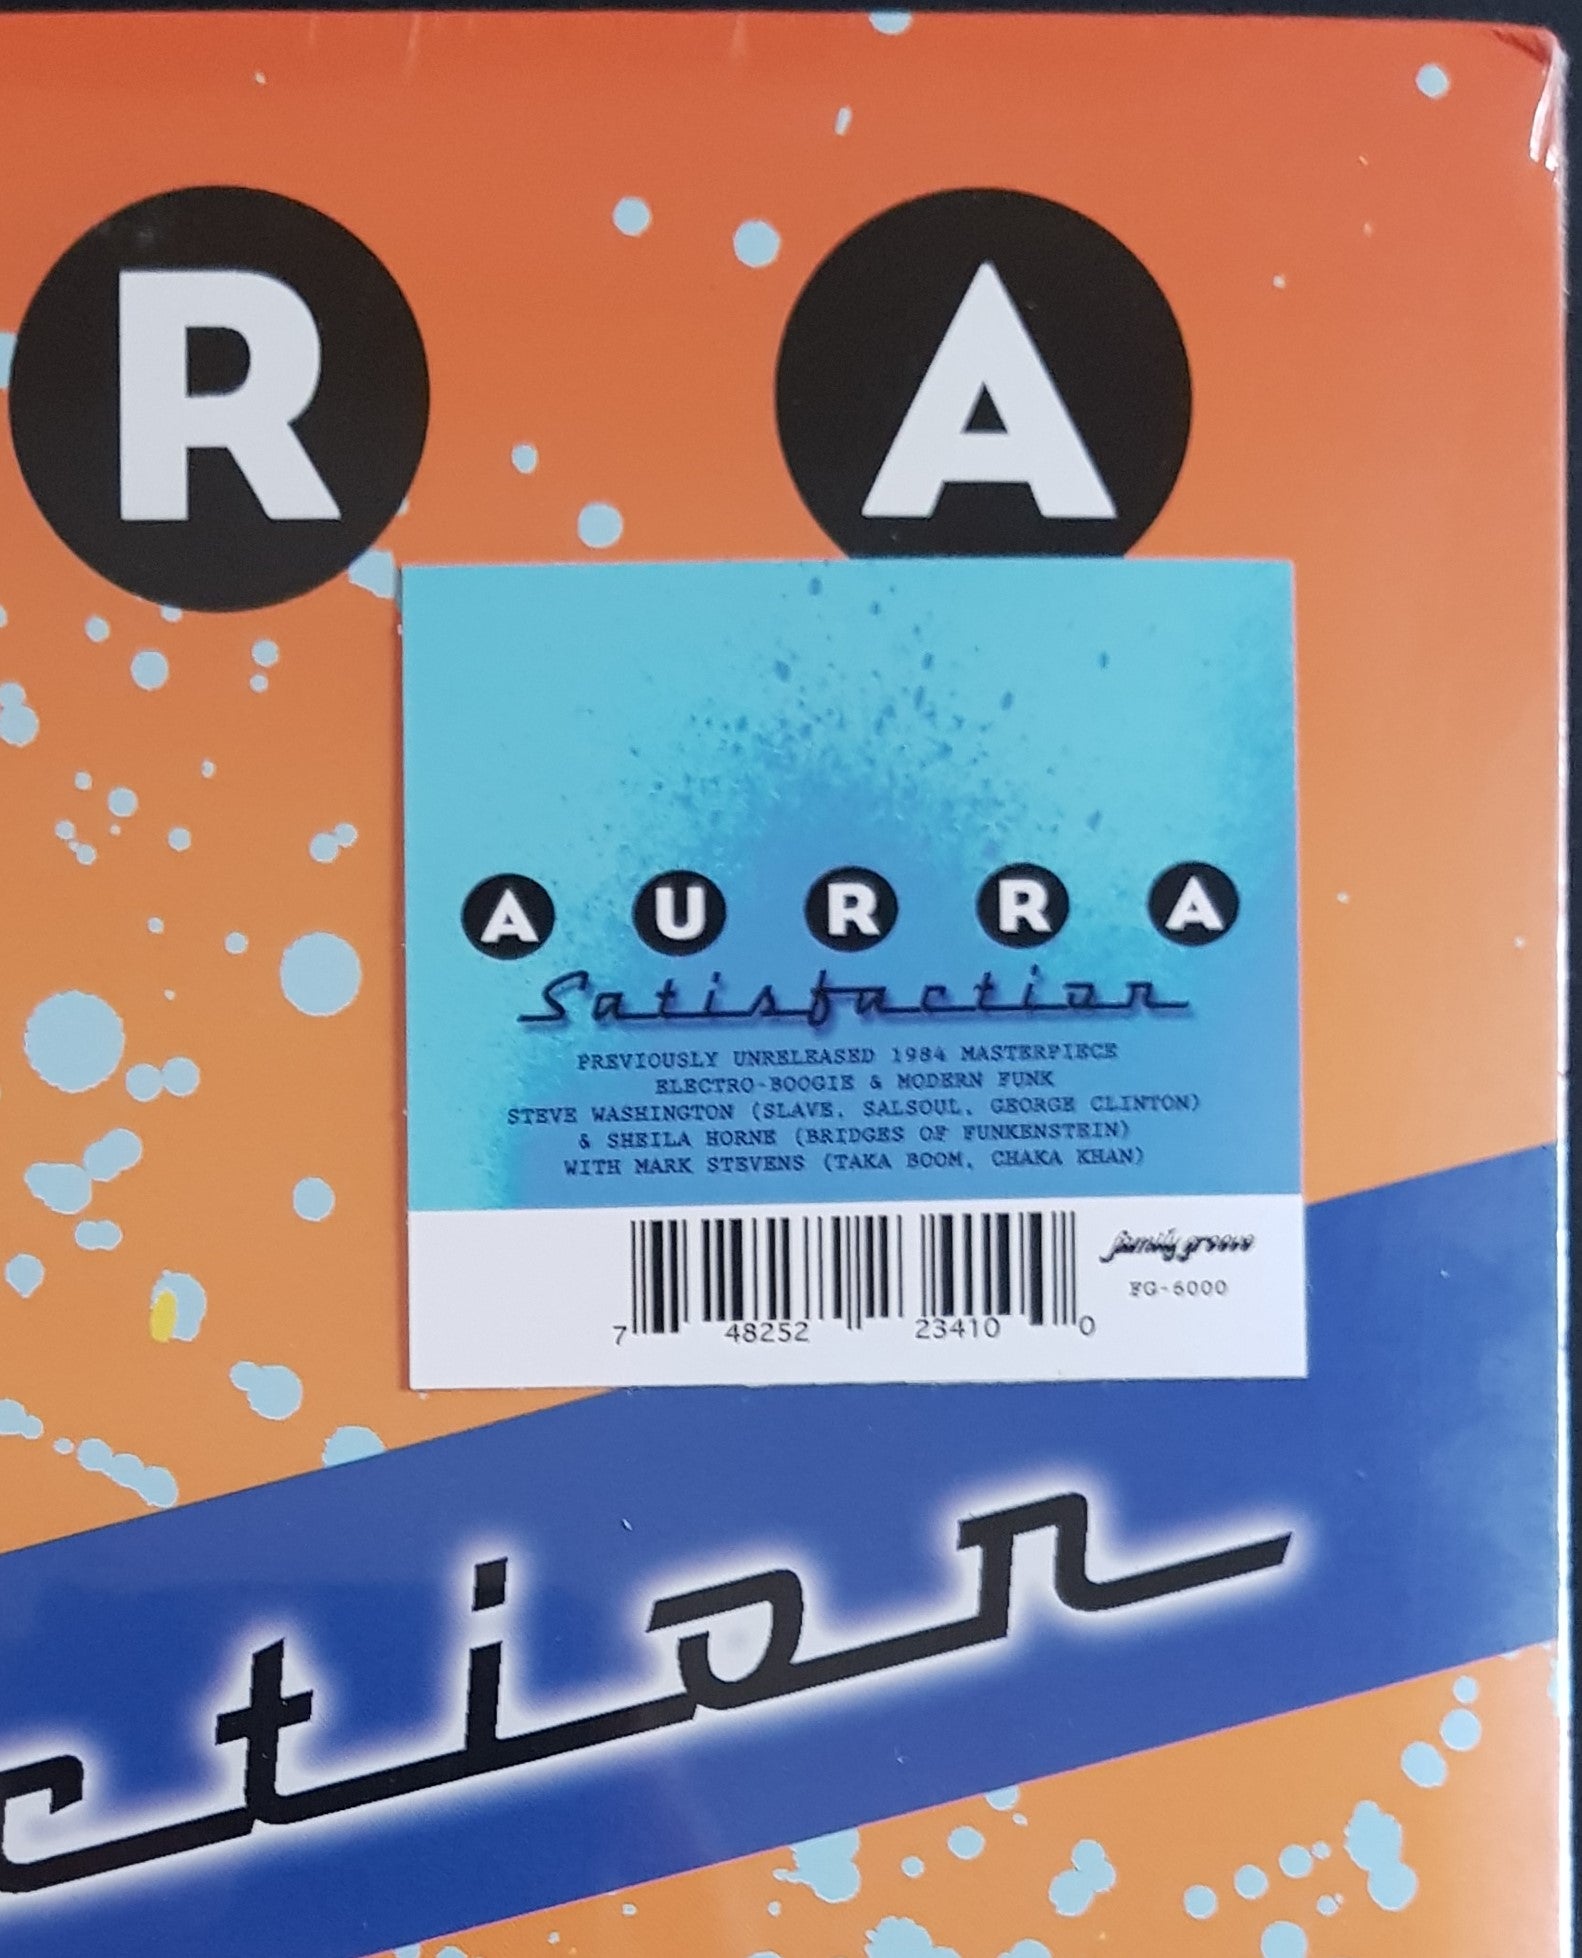 R A
A U R R A
Satisfaction
PREVIOUSLY UNRELEASED 1984 MASTERPIECE
ELECTRO-BOOGIE & MODERN FUNK
STEVE WASHINGTON (SLAVE, SALSOUL, GEORGE CLINTON)
& SHEILA HORNE (BRIDGES OF FUNKENSTEIN)
WITH MARK STEVENS (TAKA BOOM, CHAKA KHAN)
family groove
FG-5000
7 48252 23410 0
ction